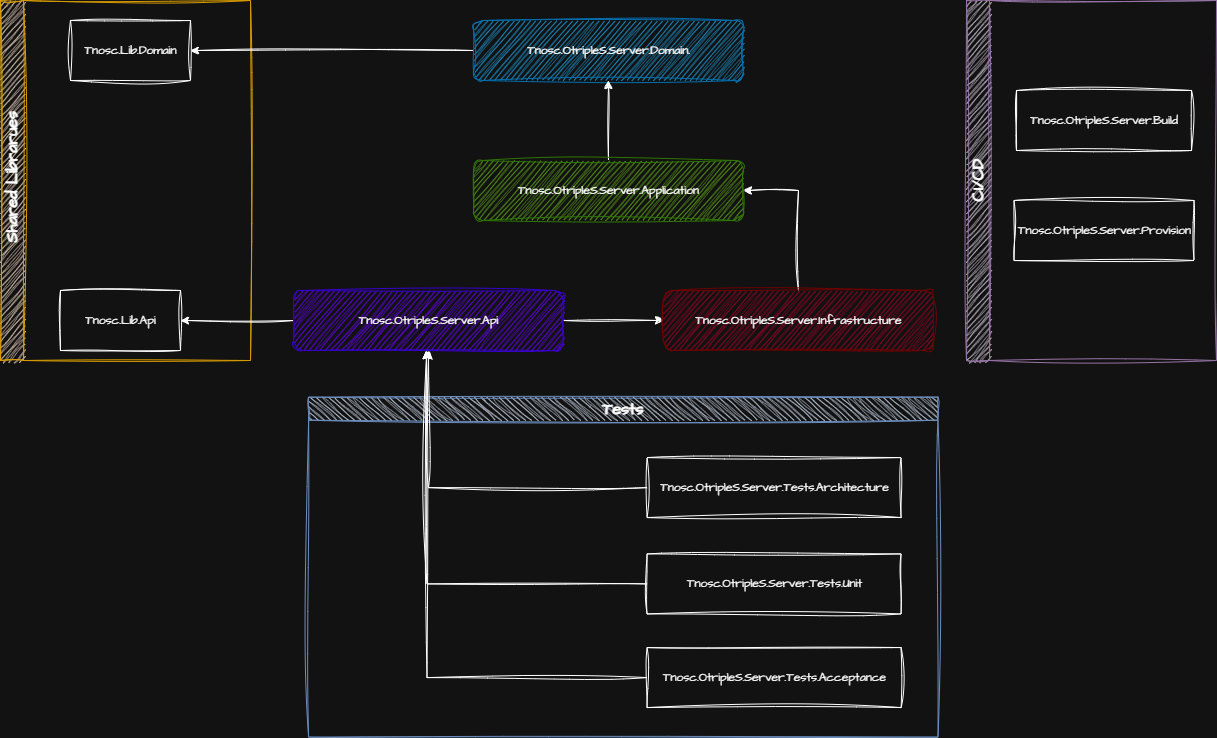 Shared Librarues
Tnosc.Lib.Domain
Tnosc.OtripleS.Server.Domain.
Tnosc.OtripleS.Server.Application
Tnosc.Lib.Api
Tnosc.OtripleS.Server.Api
Tnosc.OtripleS.Server.Infrastructure
CI/CD
Tnosc.OtripleS.Server.Build
Tnosc.OtripleS.Server.Provision
Tests
Tnosc.OtripleS.Server.Tests.Architecture
Tnosc.OtripleS.Server.Tests.Unit
Tnosc.OtripleS.Server.Tests.Acceptance